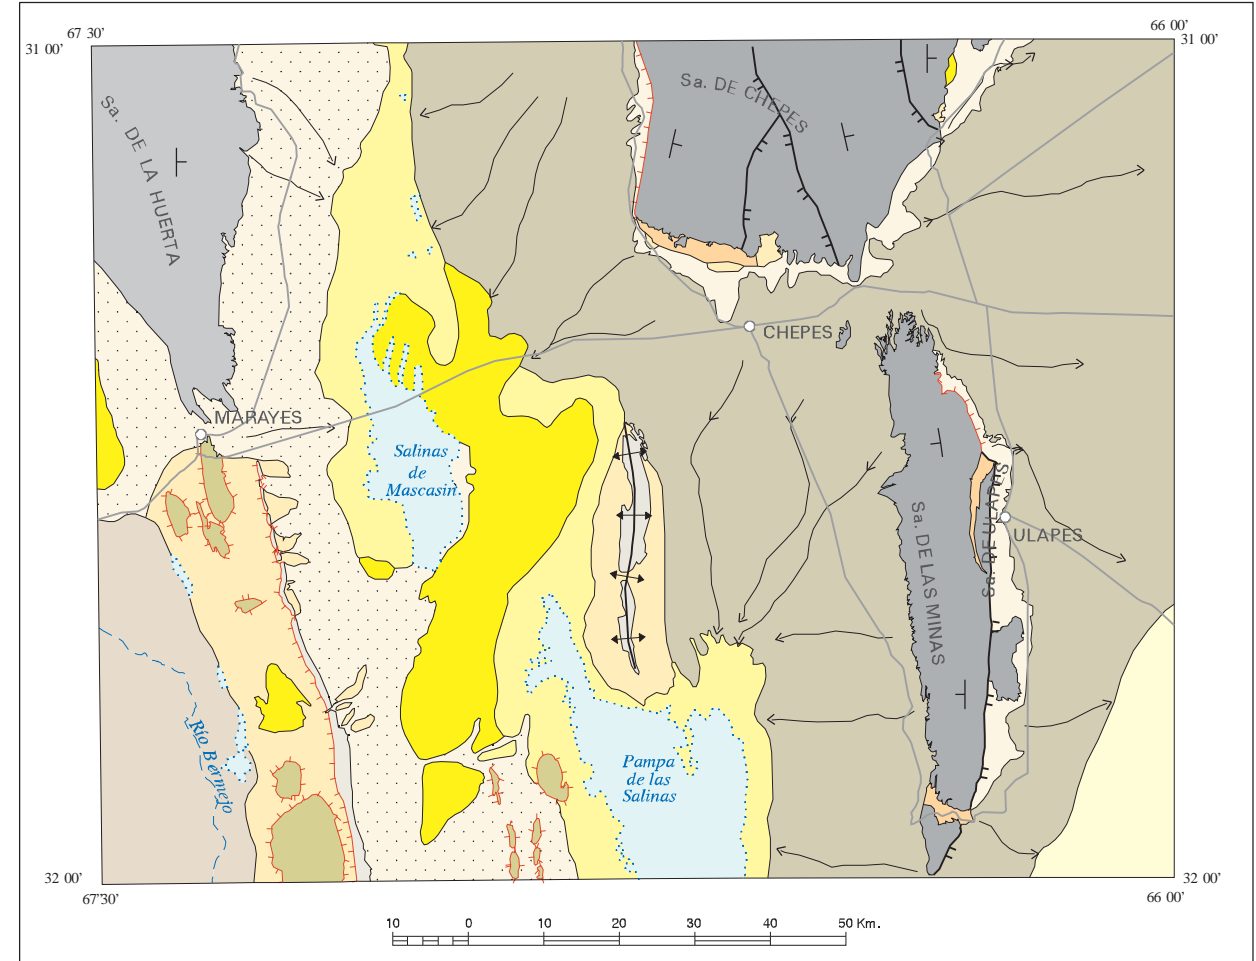 67 30'
66 00'
31 00'
31 00'
Sa. DE CHEPES
Sa. DE LA HUERTA
CHEPES
MARAYES
Salinas
de
Mascasin
Sa. DE ULAPES
ULAPES
Sa. DE LAS MINAS
Río Bermejo
Pampa
de las
Salinas
32 00'
32 00'
67'30'
66 00'
10 0 10 20 30 40 50 Km.